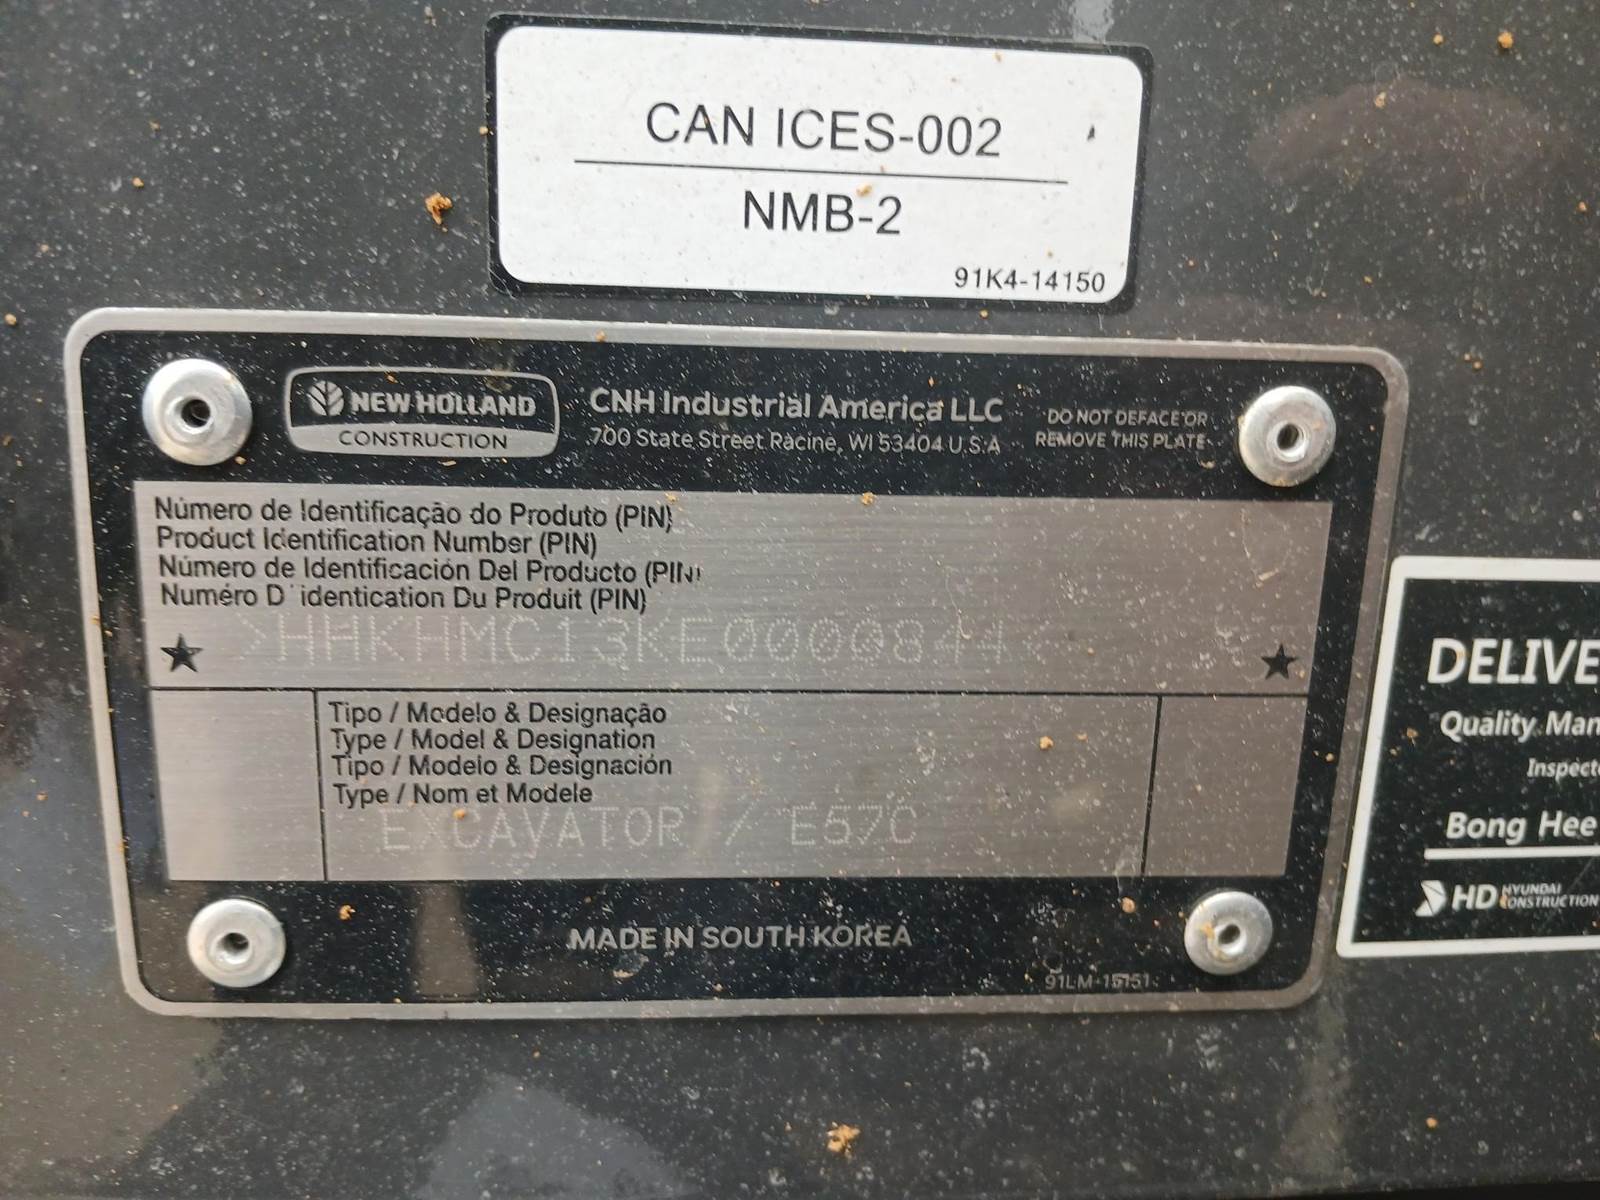 CAN ICES-002
NMB-2
91K4-14150
NEW HOLLAND
CONSTRUCTION
CNH Industrial America LLC
700 State Street Racine, WI 53404 U.S.A
DO NOT DEFACE OR
REMOVE THIS PLATE
Número de Identificação do Produto (PIN)
Product Identification Number (PIN)
Número de Identificación Del Producto (PIN)
Numéro D'identication Du Produit (PIN)
★ >HHKHMC13KE0000844< ★
Tipo / Modelo & Designação
Type / Model & Designation
Tipo / Modelo & Designación
Type / Nom et Modele
EXCAVATOR / E57C
MADE IN SOUTH KOREA
91LM-15151
DELIVE
Quality Man
Inspect
Bong Hee
HD HYUNDAI
CONSTRUCTION